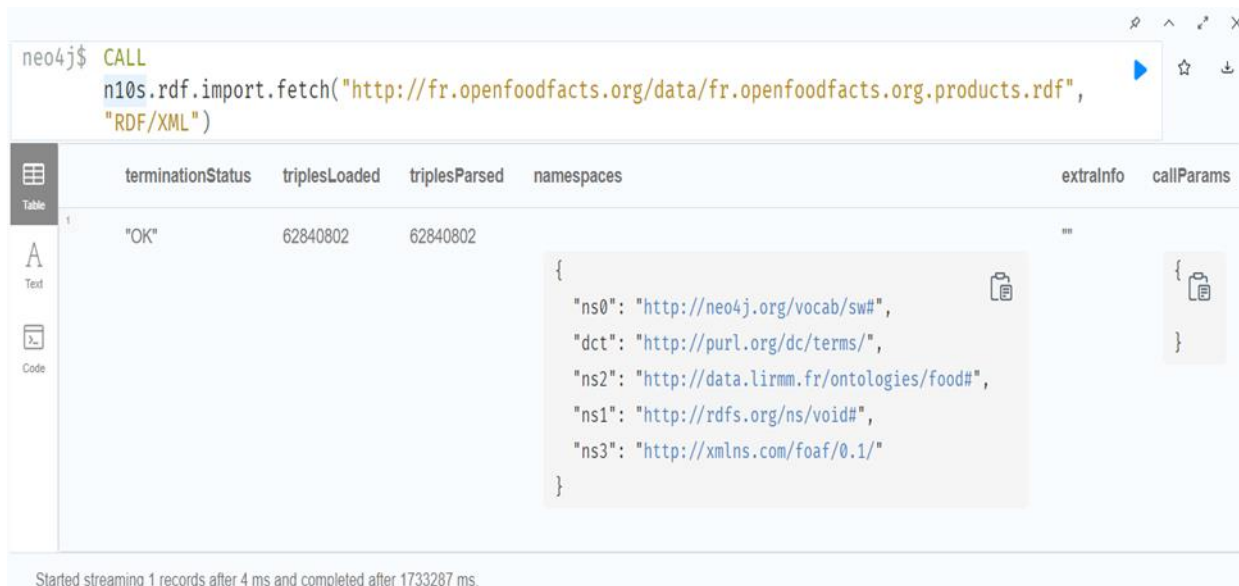 neo4j$ CALL
n10s.rdf.import.fetch("http://fr.openfoodfacts.org/data/fr.openfoodfacts.org.products.rdf",
"RDF/XML")
Table
A
Text
Code
terminationStatus triplesLoaded triplesParsed namespaces extraInfo callParams
1
"OK" 62840802 62840802 ""
{
"ns0": "http://neo4j.org/vocab/sw#",
"dct": "http://purl.org/dc/terms/",
"ns2": "http://data.lirmm.fr/ontologies/food#",
"ns1": "http://rdfs.org/ns/void#",
"ns3": "http://xmlns.com/foaf/0.1/"
}
{
}
Started streaming 1 records after 4 ms and completed after 1733287 ms.